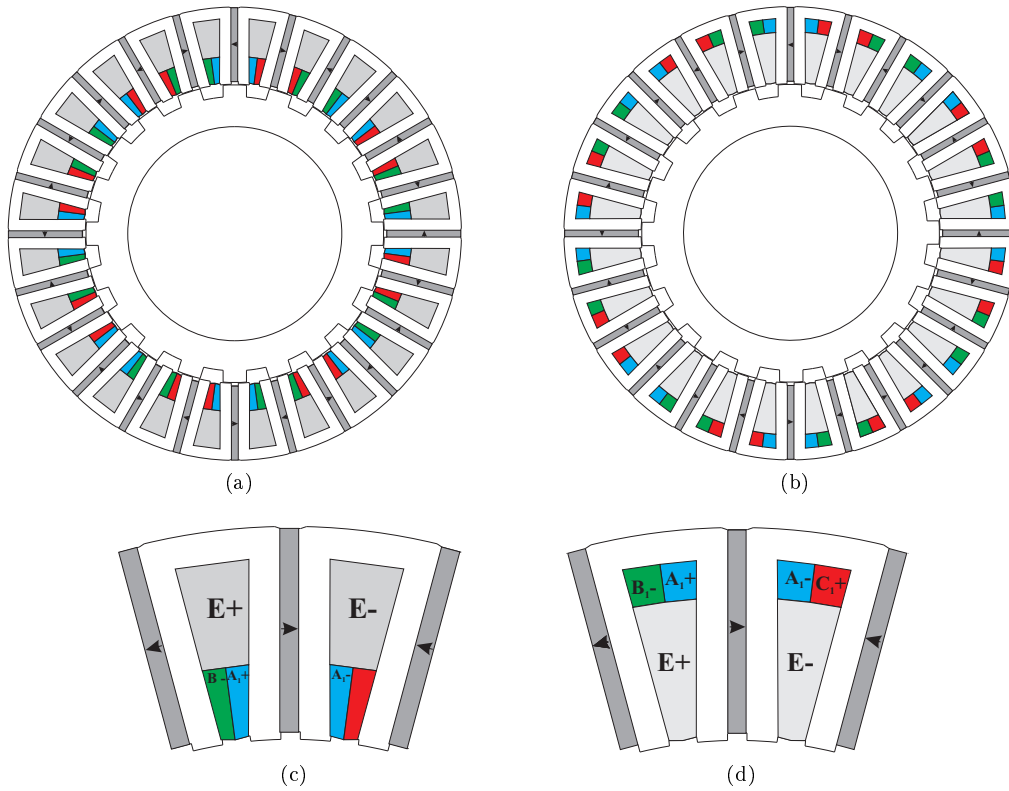 (a)
(b)
E+
E-
B - A₁+
A₁-
(c)
B₁- A₁+
A₁- C₁+
E+
E-
(d)